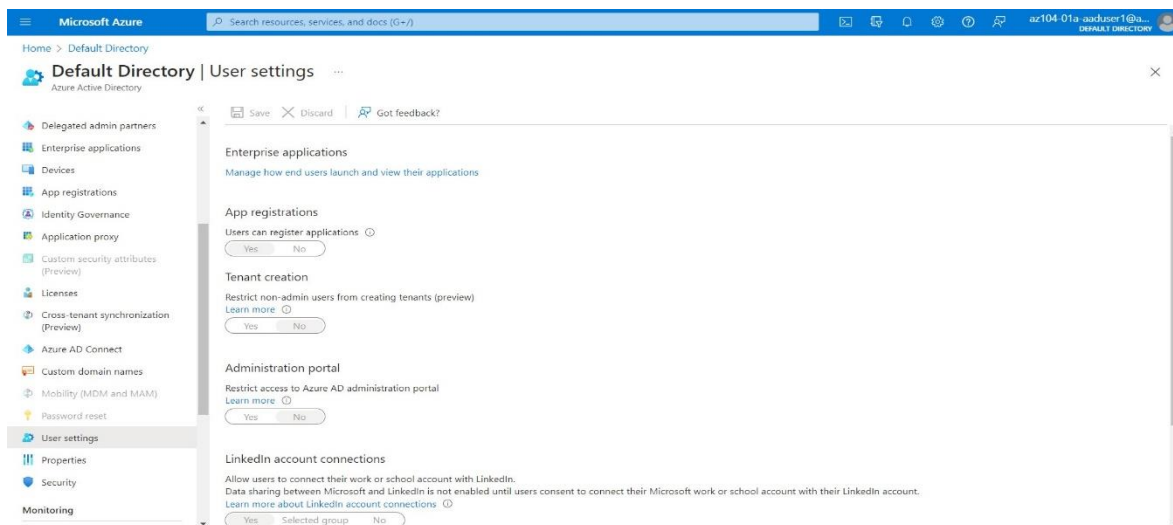 Microsoft Azure
Search resources, services, and docs (G+/)
az104-01a-aaduser1@a...
DEFAULT DIRECTORY
Home > Default Directory
Default Directory | User settings ...
Azure Active Directory
Save Discard Got feedback?
Delegated admin partners
Enterprise applications
Devices
App registrations
Identity Governance
Application proxy
Custom security attributes
(Preview)
Licenses
Cross-tenant synchronization
(Preview)
Azure AD Connect
Custom domain names
Mobility (MDM and MAM)
Password reset
User settings
Properties
Security
Monitoring
Enterprise applications
Manage how end users launch and view their applications
App registrations
Users can register applications
Yes No
Tenant creation
Restrict non-admin users from creating tenants (preview)
Learn more
Yes No
Administration portal
Restrict access to Azure AD administration portal
Learn more
Yes No
LinkedIn account connections
Allow users to connect their work or school account with LinkedIn.
Data sharing between Microsoft and LinkedIn is not enabled until users consent to connect their Microsoft work or school account with their LinkedIn account.
Learn more about LinkedIn account connections
Yes Selected group No